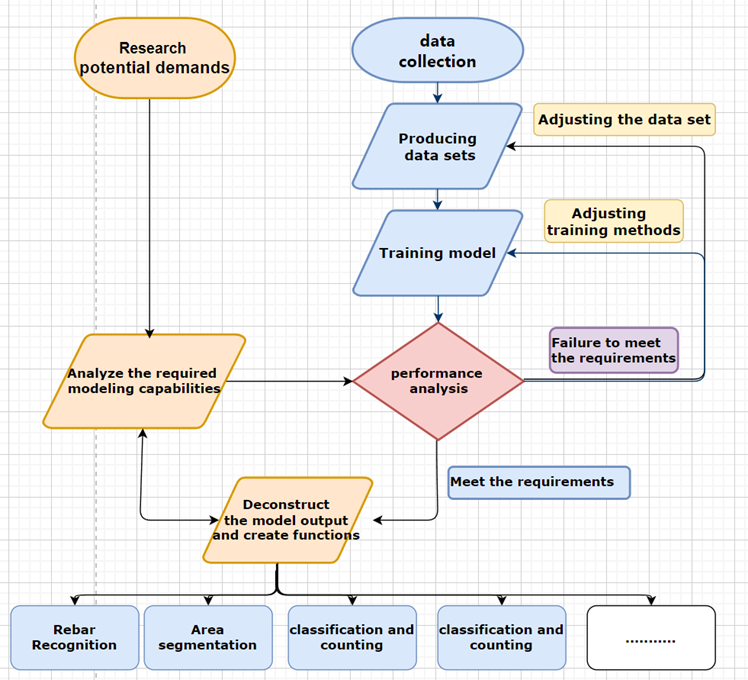 Research
potential demands
data
collection
Adjusting the data set
Producing
data sets
Adjusting
training methods
Training model
Failure to meet
the requirements
Analyze the required
modeling capabilities
performance
analysis
Meet the requirements
Deconstruct
the model output
and create functions
Rebar
Recognition
Area
segmentation
classification and
counting
classification and
counting
...........